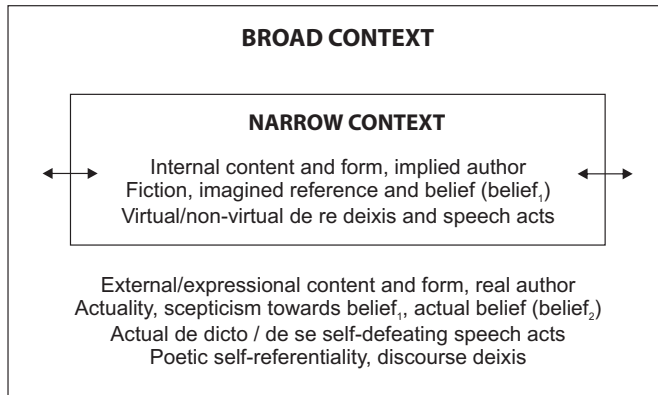 BROAD CONTEXT
NARROW CONTEXT
Internal content and form, implied author
Fiction, imagined reference and belief (belief₁)
Virtual/non-virtual de re deixis and speech acts
External/expressional content and form, real author
Actuality, scepticism towards belief₁, actual belief (belief₂)
Actual de dicto / de se self-defeating speech acts
Poetic self-referentiality, discourse deixis